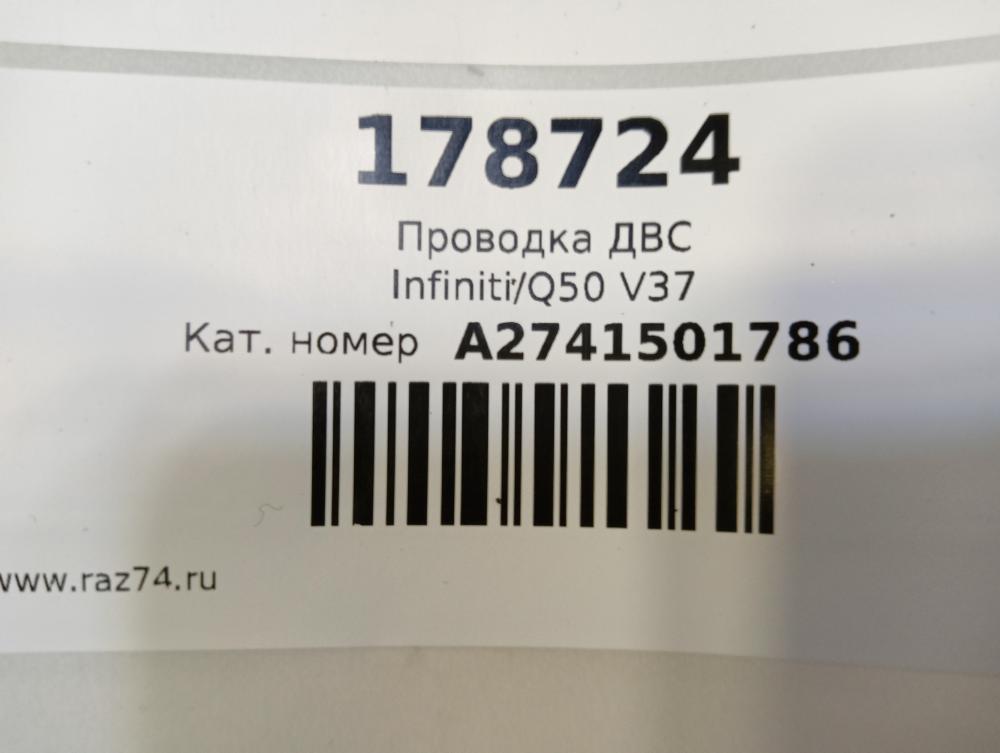 178724
Проводка ДВС
Infiniti/Q50 V37
Кат. номер A2741501786
www.raz74.ru